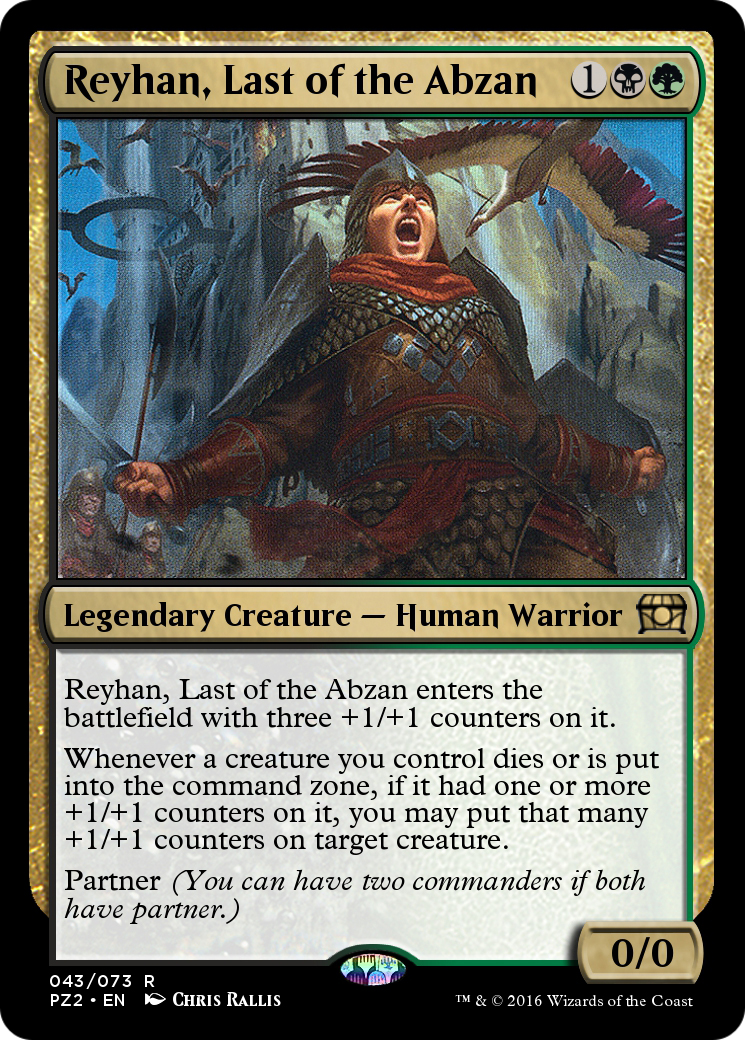 Reyhan, Last of the Abzan 1
Legendary Creature — Human Warrior
Reyhan, Last of the Abzan enters the
battlefield with three +1/+1 counters on it.
Whenever a creature you control dies or is put
into the command zone, if it had one or more
+1/+1 counters on it, you may put that many
+1/+1 counters on target creature.
Partner (You can have two commanders if both
have partner.)
0/0
043/073 R
PZ2 • EN Chris Rallis
™ & © 2016 Wizards of the Coast